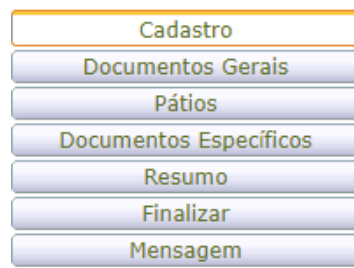 Cadastro
Documentos Gerais
Pátios
Documentos Específicos
Resumo
Finalizar
Mensagem